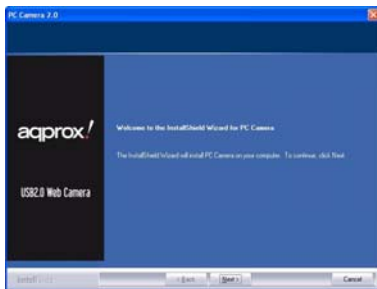 PC Camera 2.0
aqprox!
USB2.0 Web Camera
Welcome to the InstallShield Wizard for PC Camera
The InstallShield Wizard will install PC Camera on your computer. To continue, click Next
InstallShield
< Back
Next >
Cancel